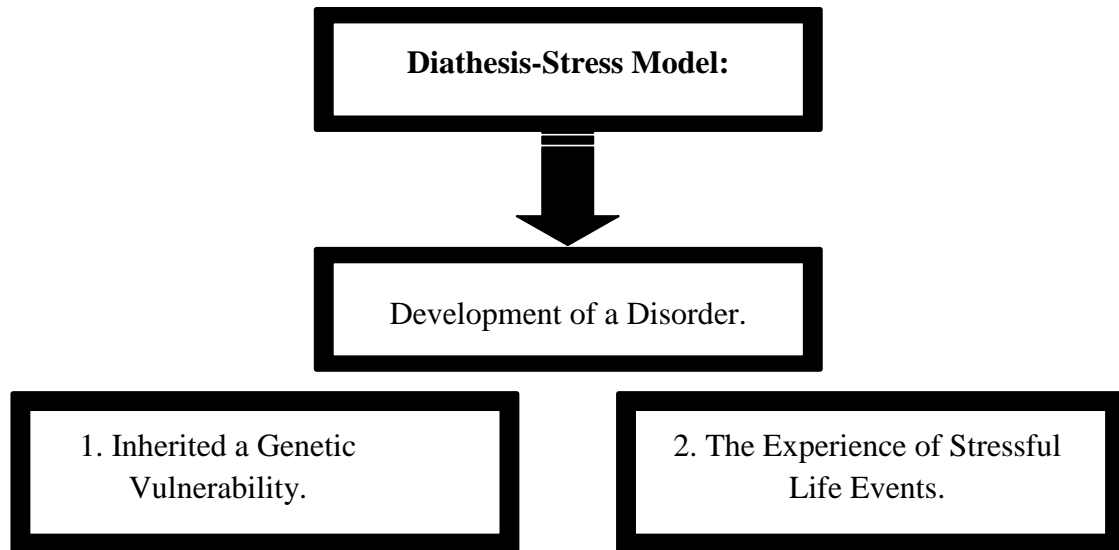 Diathesis-Stress Model:
Development of a Disorder.
1. Inherited a Genetic
Vulnerability.
2. The Experience of Stressful
Life Events.